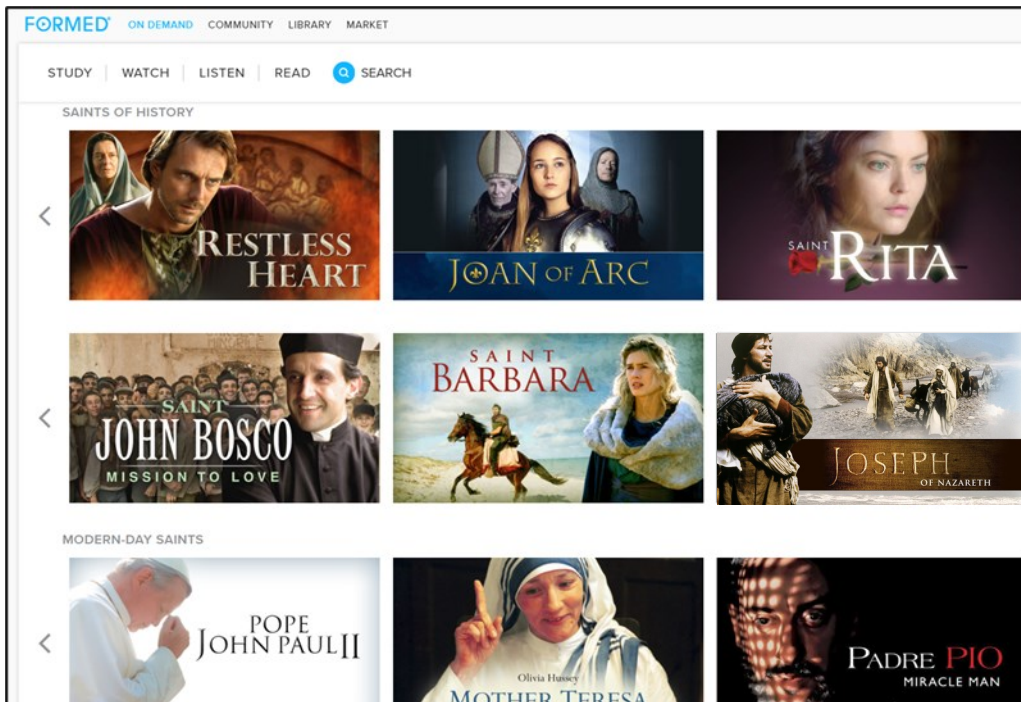 FORMED® ON DEMAND COMMUNITY LIBRARY MARKET
STUDY WATCH LISTEN READ SEARCH
SAINTS OF HISTORY
RESTLESS
HEART
JOAN OF ARC
SAINT
RITA
SAINT
JOHN BOSCO
MISSION TO LOVE
SAINT
BARBARA
JOSEPH
OF NAZARETH
MODERN-DAY SAINTS
POPE
JOHN PAUL II
Olivia Hussey
MOTHER TERESA
PADRE PIO
MIRACLE MAN